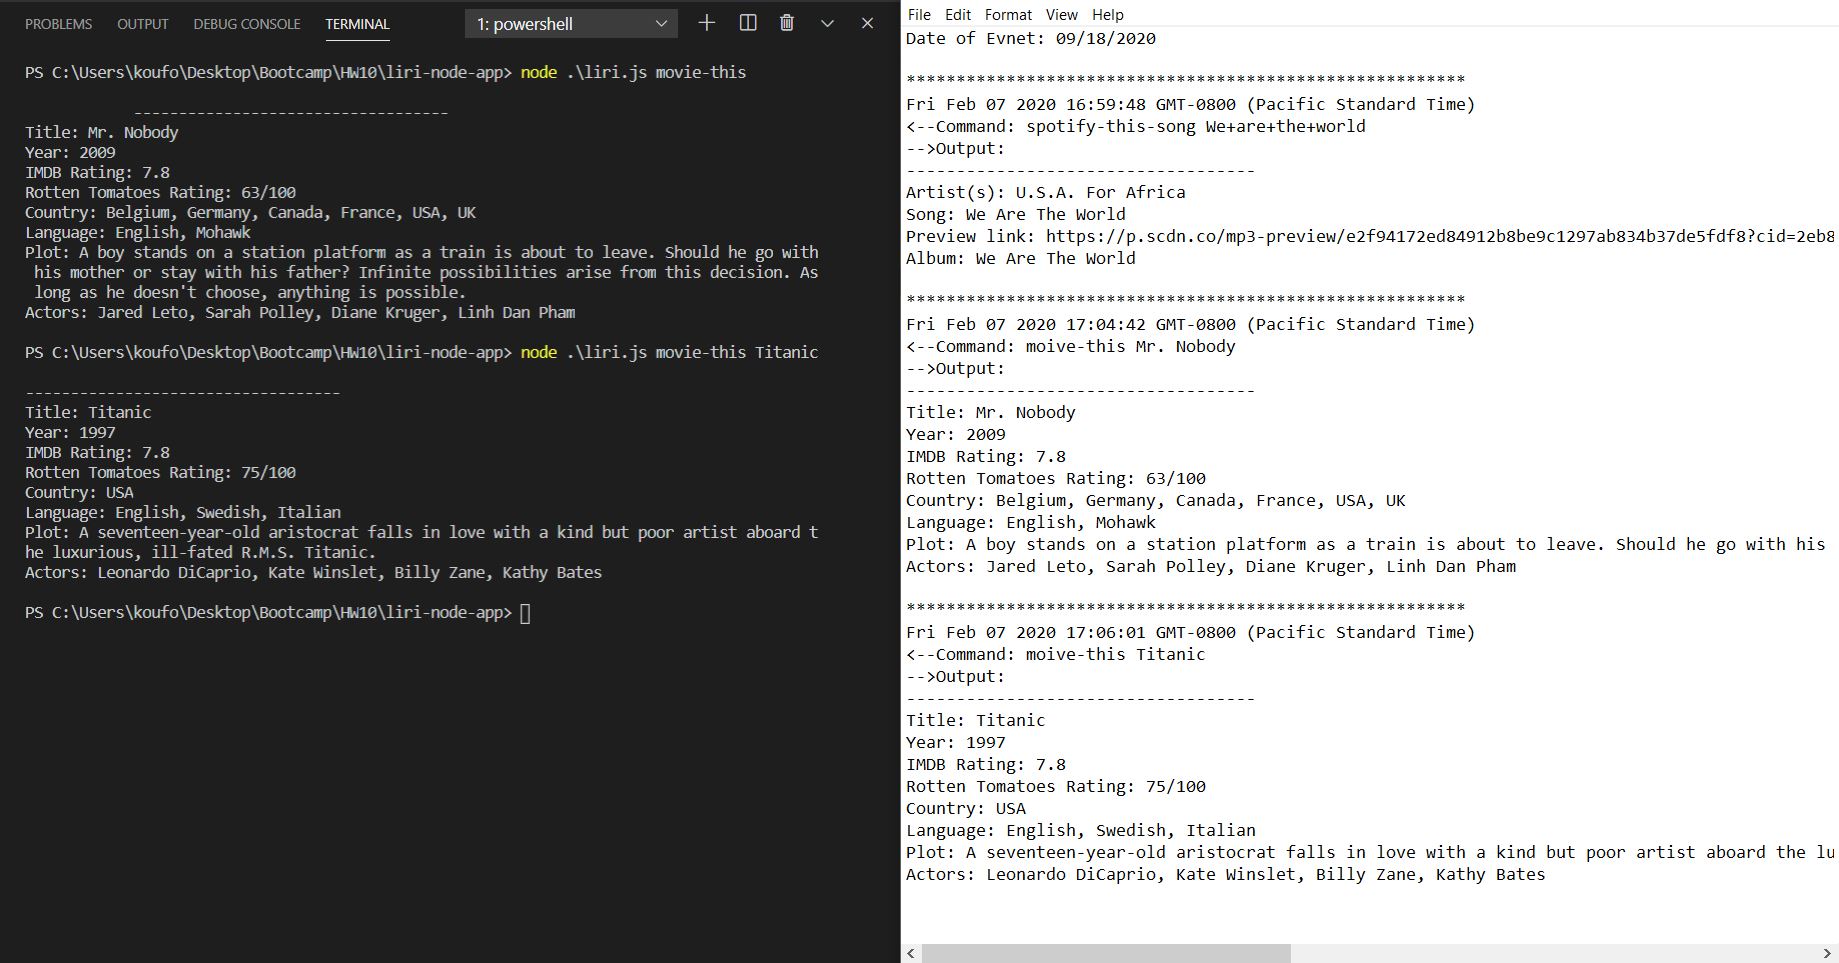 PROBLEMS OUTPUT DEBUG CONSOLE TERMINAL 1: powershell
PS C:\Users\koufo\Desktop\Bootcamp\HW10\liri-node-app> node .\liri.js movie-this
-----------------------------------
Title: Mr. Nobody
Year: 2009
IMDB Rating: 7.8
Rotten Tomatoes Rating: 63/100
Country: Belgium, Germany, Canada, France, USA, UK
Language: English, Mohawk
Plot: A boy stands on a station platform as a train is about to leave. Should he go with
his mother or stay with his father? Infinite possibilities arise from this decision. As
long as he doesn't choose, anything is possible.
Actors: Jared Leto, Sarah Polley, Diane Kruger, Linh Dan Pham
PS C:\Users\koufo\Desktop\Bootcamp\HW10\liri-node-app> node .\liri.js movie-this Titanic
-----------------------------------
Title: Titanic
Year: 1997
IMDB Rating: 7.8
Rotten Tomatoes Rating: 75/100
Country: USA
Language: English, Swedish, Italian
Plot: A seventeen-year-old aristocrat falls in love with a kind but poor artist aboard t
he luxurious, ill-fated R.M.S. Titanic.
Actors: Leonardo DiCaprio, Kate Winslet, Billy Zane, Kathy Bates
PS C:\Users\koufo\Desktop\Bootcamp\HW10\liri-node-app>
File Edit Format View Help
Date of Evnet: 09/18/2020
********************************************************
Fri Feb 07 2020 16:59:48 GMT-0800 (Pacific Standard Time)
<--Command: spotify-this-song We+are+the+world
-->Output:
-----------------------------------
Artist(s): U.S.A. For Africa
Song: We Are The World
Preview link: https://p.scdn.co/mp3-preview/e2f94172ed84912b8be9c1297ab834b37de5fdf8?cid=2eb8
Album: We Are The World
********************************************************
Fri Feb 07 2020 17:04:42 GMT-0800 (Pacific Standard Time)
<--Command: moive-this Mr. Nobody
-->Output:
-----------------------------------
Title: Mr. Nobody
Year: 2009
IMDB Rating: 7.8
Rotten Tomatoes Rating: 63/100
Country: Belgium, Germany, Canada, France, USA, UK
Language: English, Mohawk
Plot: A boy stands on a station platform as a train is about to leave. Should he go with his
Actors: Jared Leto, Sarah Polley, Diane Kruger, Linh Dan Pham
********************************************************
Fri Feb 07 2020 17:06:01 GMT-0800 (Pacific Standard Time)
<--Command: moive-this Titanic
-->Output:
-----------------------------------
Title: Titanic
Year: 1997
IMDB Rating: 7.8
Rotten Tomatoes Rating: 75/100
Country: USA
Language: English, Swedish, Italian
Plot: A seventeen-year-old aristocrat falls in love with a kind but poor artist aboard the lu
Actors: Leonardo DiCaprio, Kate Winslet, Billy Zane, Kathy Bates